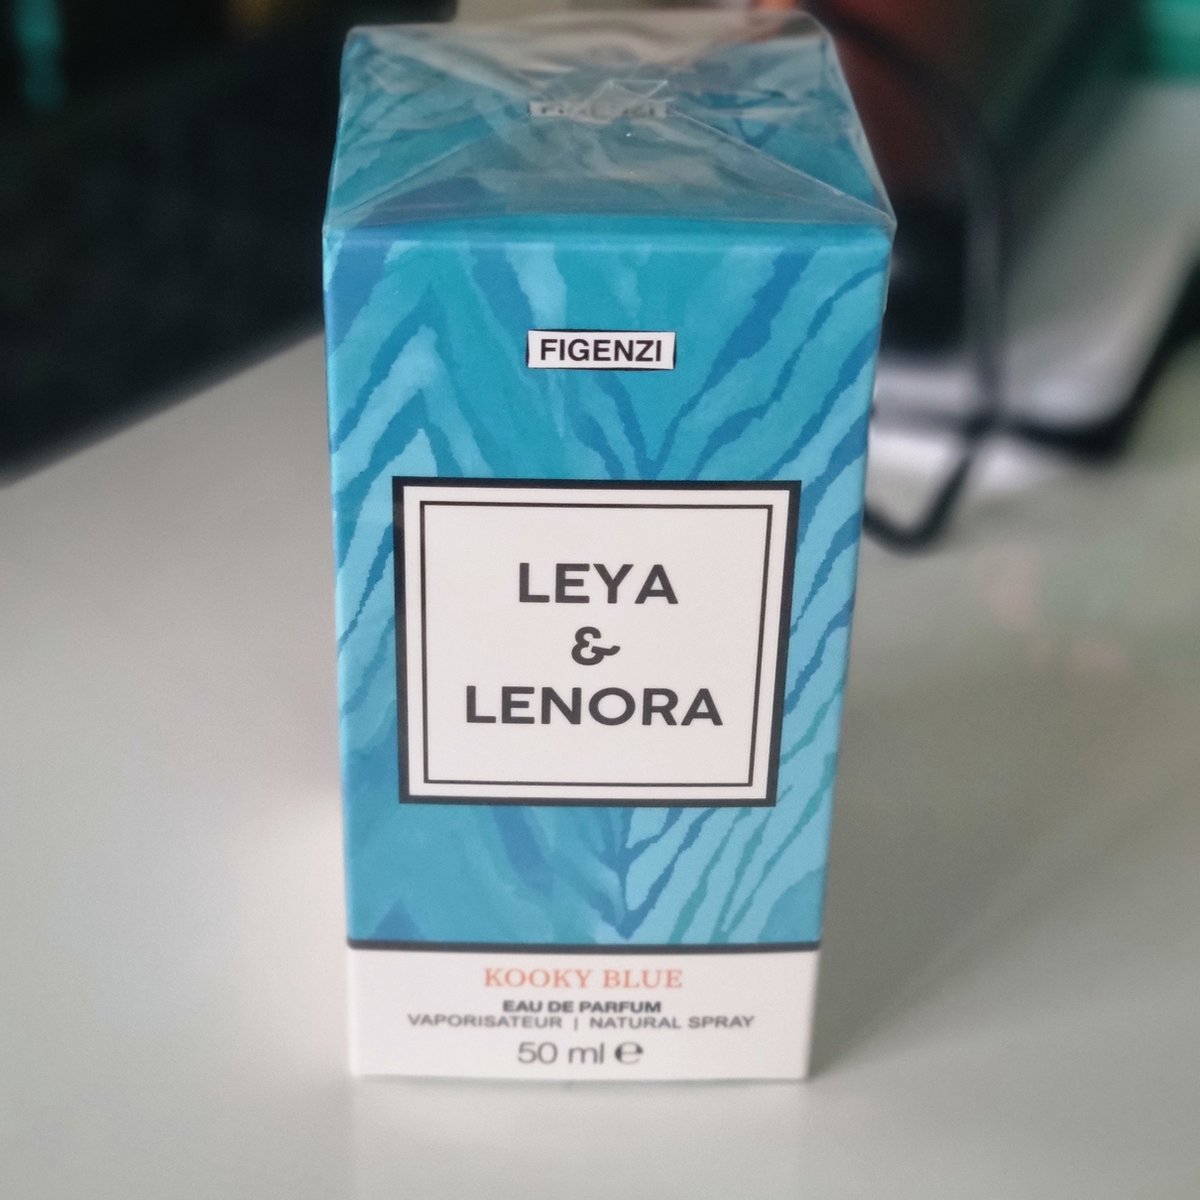 FIGENZI
LEYA
&
LENORA
KOOKY BLUE
EAU DE PARFUM
VAPORISATEUR | NATURAL SPRAY
50 ml ℮